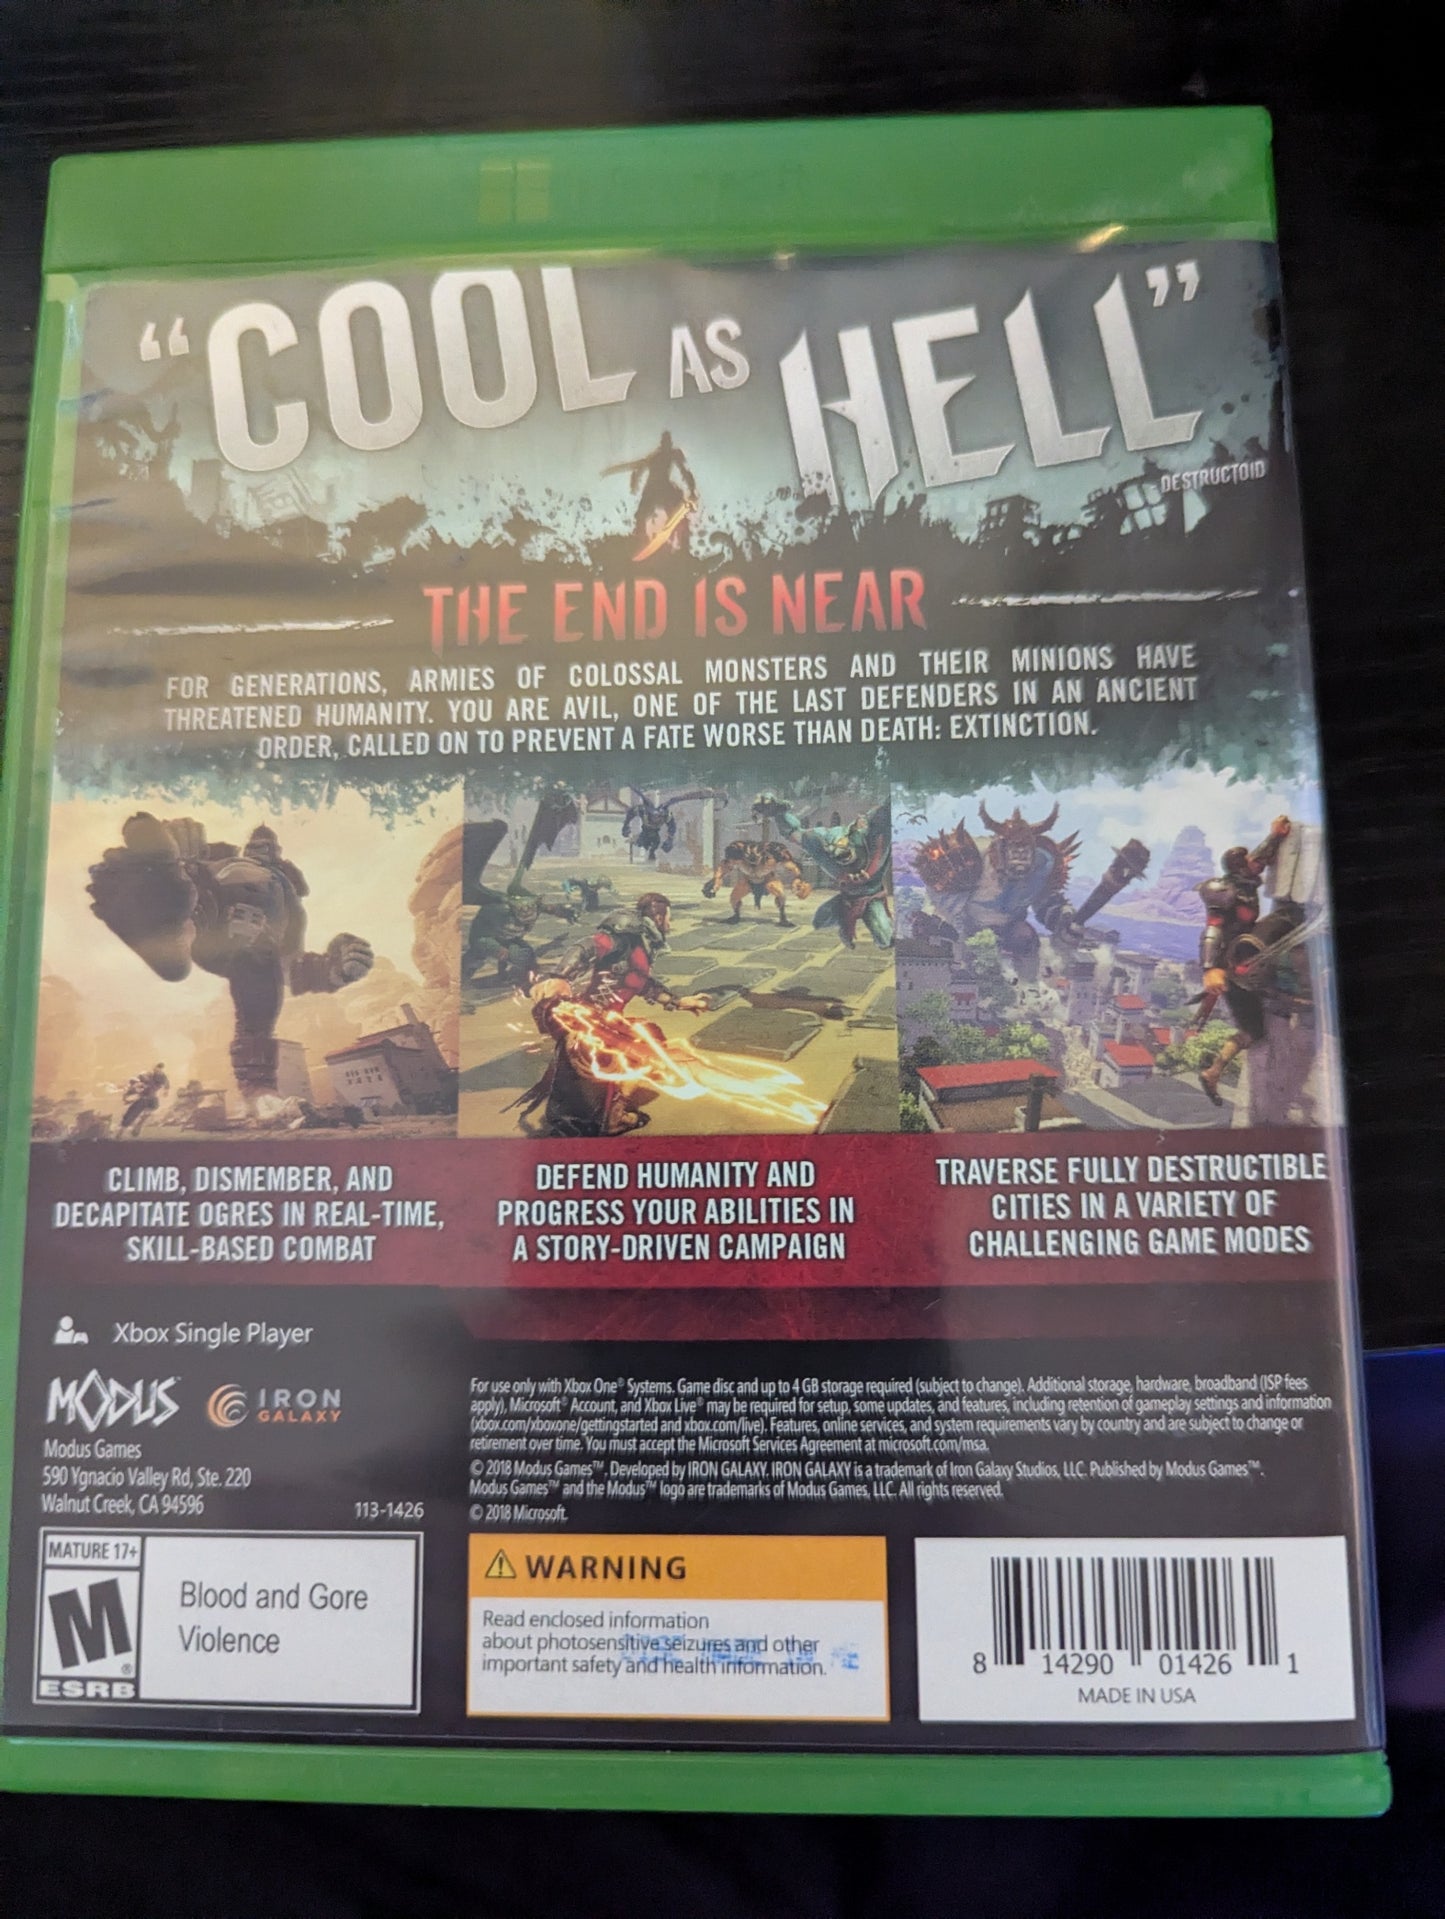 “COOL AS HELL”
DESTRUCTOID
THE END IS NEAR
FOR GENERATIONS, ARMIES OF COLOSSAL MONSTERS AND THEIR MINIONS HAVE
THREATENED HUMANITY. YOU ARE AVIL, ONE OF THE LAST DEFENDERS IN AN ANCIENT
ORDER, CALLED ON TO PREVENT A FATE WORSE THAN DEATH: EXTINCTION.
CLIMB, DISMEMBER, AND
DECAPITATE OGRES IN REAL-TIME,
SKILL-BASED COMBAT
DEFEND HUMANITY AND
PROGRESS YOUR ABILITIES IN
A STORY-DRIVEN CAMPAIGN
TRAVERSE FULLY DESTRUCTIBLE
CITIES IN A VARIETY OF
CHALLENGING GAME MODES
Xbox Single Player
MODUS™
IRON
GALAXY
Modus Games
590 Ygnacio Valley Rd, Ste. 220
Walnut Creek, CA 94596
113-1426
For use only with Xbox One® Systems. Game disc and up to 4 GB storage required (subject to change). Additional storage, hardware, broadband (ISP fees
apply), Microsoft® Account, and Xbox Live® may be required for setup, some updates, and features, including retention of gameplay settings and information
(xbox.com/xboxone/gettingstarted and xbox.com/live). Features, online services, and system requirements vary by country and are subject to change or
retirement over time. You must accept the Microsoft Services Agreement at microsoft.com/msa.
© 2018 Modus Games™. Developed by IRON GALAXY. IRON GALAXY is a trademark of Iron Galaxy Studios, LLC. Published by Modus Games™.
Modus Games™ and the Modus™ logo are trademarks of Modus Games, LLC. All rights reserved.
© 2018 Microsoft.
MATURE 17+
M
®
ESRB
Blood and Gore
Violence
WARNING
Read enclosed information
about photosensitive seizures and other
important safety and health information.
8 14290 01426 1
MADE IN USA